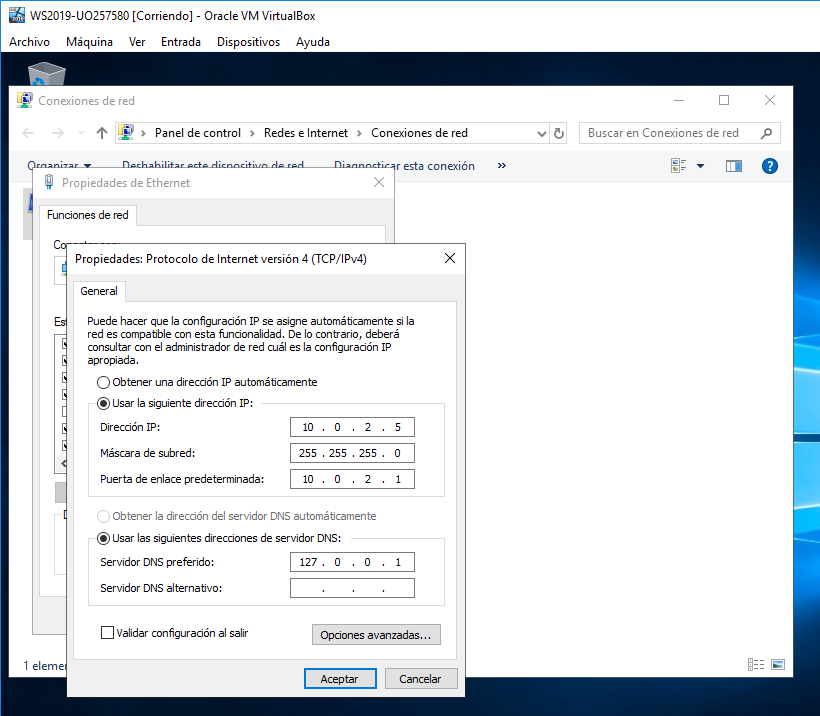 WS2019-UO257580 [Corriendo] - Oracle VM VirtualBox
Archivo Máquina Ver Entrada Dispositivos Ayuda
Conexiones de red
Panel de control Redes e Internet Conexiones de red
Buscar en Conexiones de red
Organizar Deshabilitar este dispositivo de red Diagnosticar esta conexión »
Propiedades de Ethernet
Funciones de red
Propiedades: Protocolo de Internet versión 4 (TCP/IPv4)
General
Puede hacer que la configuración IP se asigne automáticamente si la
red es compatible con esta funcionalidad. De lo contrario, deberá
consultar con el administrador de red cuál es la configuración IP
apropiada.
Obtener una dirección IP automáticamente
Usar la siguiente dirección IP:
Dirección IP: 10 . 0 . 2 . 5
Máscara de subred: 255 . 255 . 255 . 0
Puerta de enlace predeterminada: 10 . 0 . 2 . 1
Obtener la dirección del servidor DNS automáticamente
Usar las siguientes direcciones de servidor DNS:
Servidor DNS preferido: 127 . 0 . 0 . 1
Servidor DNS alternativo: . . .
Validar configuración al salir
Opciones avanzadas...
1 elemen
Aceptar Cancelar